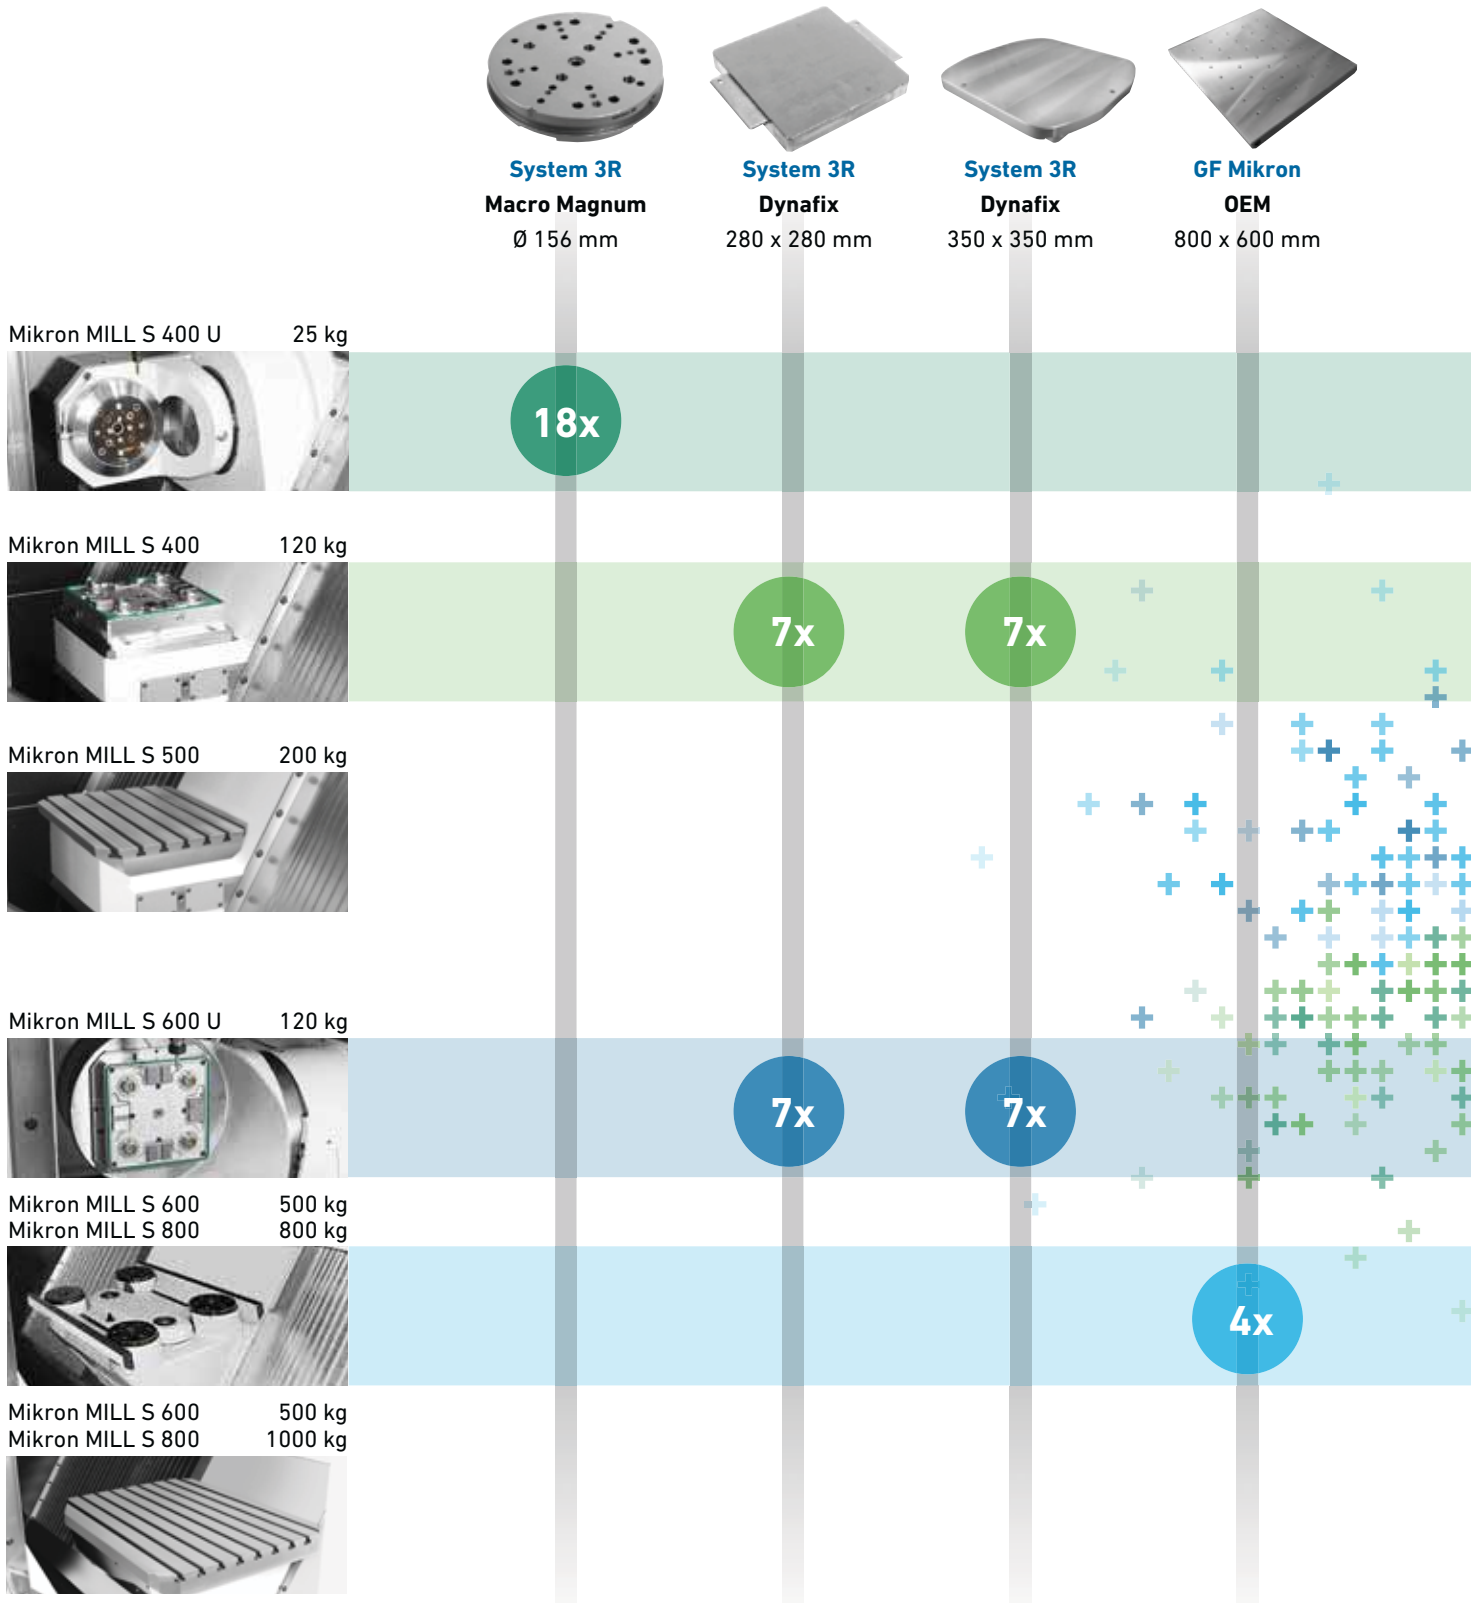 System 3R
Macro Magnum
Ø 156 mm
System 3R
Dynafix
280 x 280 mm
System 3R
Dynafix
350 x 350 mm
GF Mikron
OEM
800 x 600 mm
Mikron MILL S 400 U 25 kg
18x
Mikron MILL S 400 120 kg
7x 7x
Mikron MILL S 500 200 kg
Mikron MILL S 600 U 120 kg
7x 7x
Mikron MILL S 600 500 kg
Mikron MILL S 800 800 kg
4x
Mikron MILL S 600 500 kg
Mikron MILL S 800 1000 kg